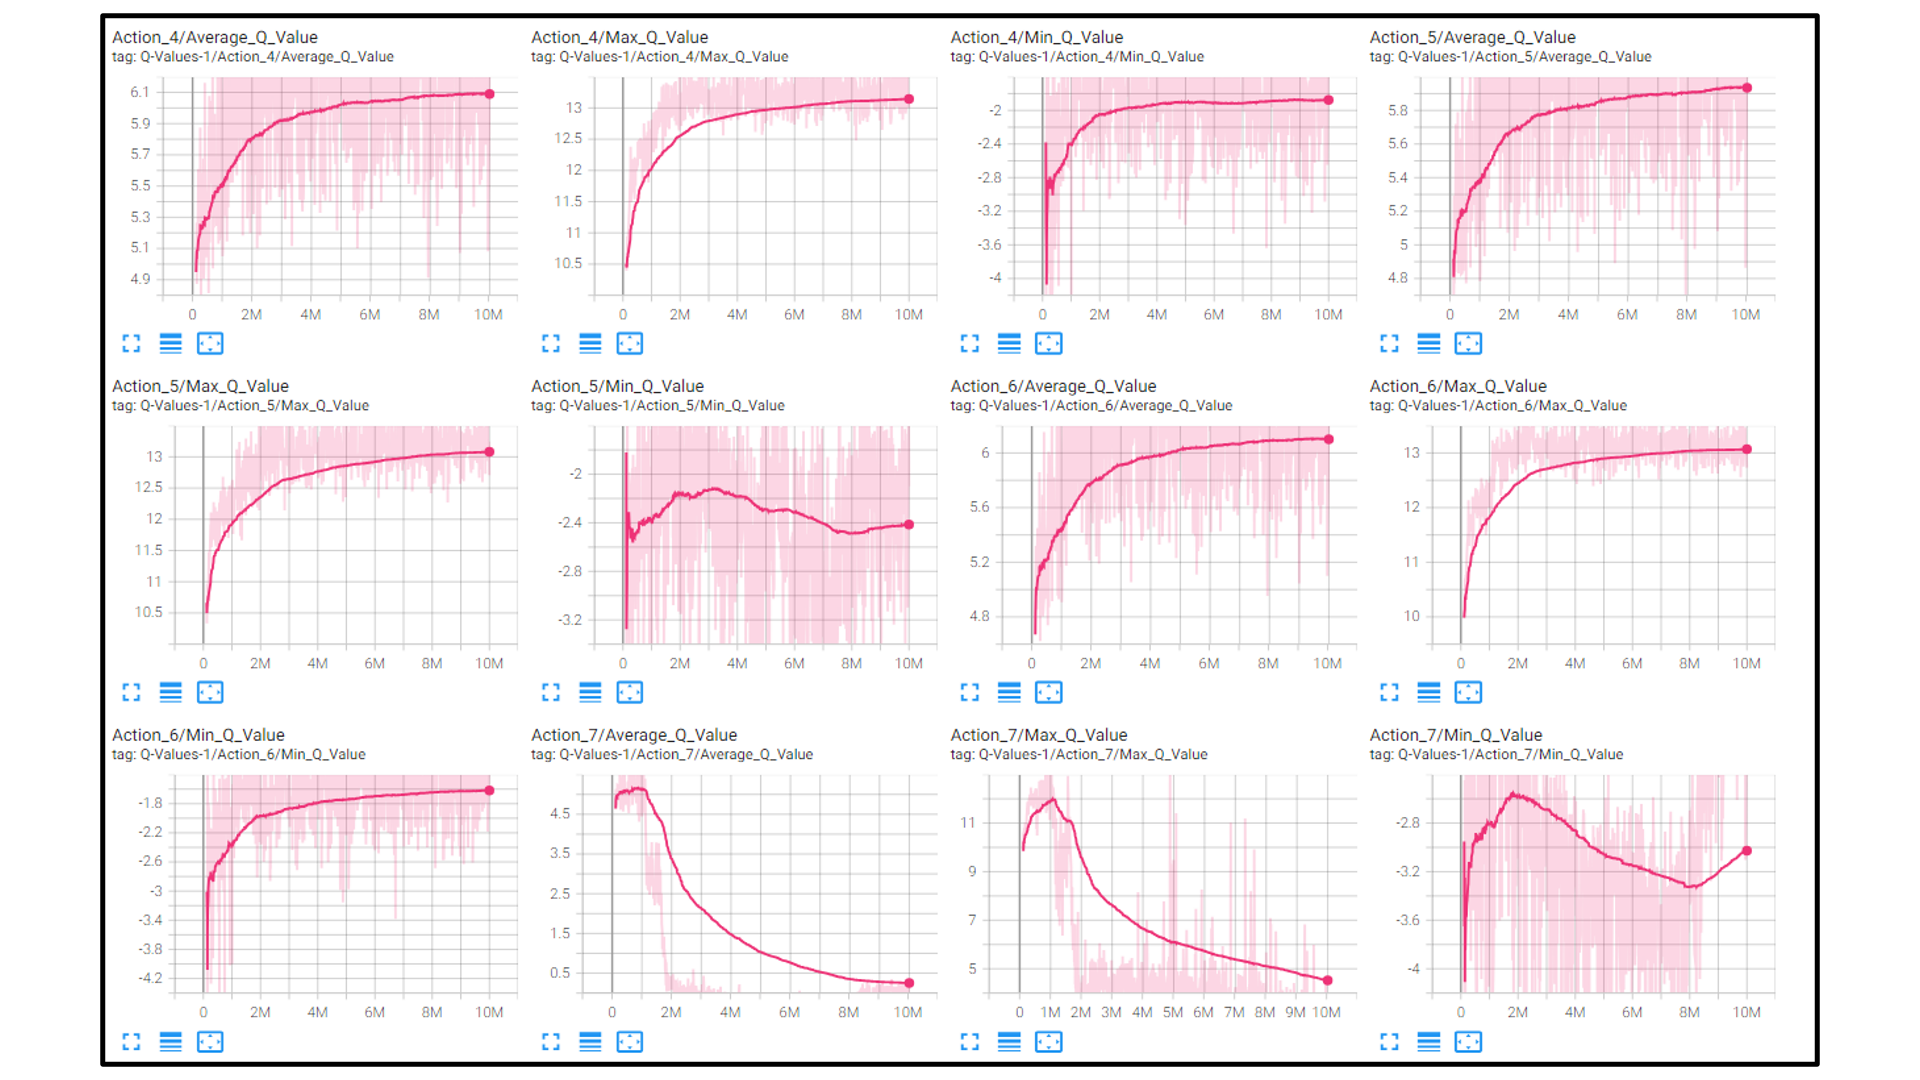 Action_4/Average_Q_Value
tag: Q-Values-1/Action_4/Average_Q_Value
6.1
5.9
5.7
5.5
5.3
5.1
4.9
0 2M 4M 6M 8M 10M
Action_4/Max_Q_Value
tag: Q-Values-1/Action_4/Max_Q_Value
13
12.5
12
11.5
11
10.5
0 2M 4M 6M 8M 10M
Action_4/Min_Q_Value
tag: Q-Values-1/Action_4/Min_Q_Value
-2
-2.4
-2.8
-3.2
-3.6
-4
0 2M 4M 6M 8M 10M
Action_5/Average_Q_Value
tag: Q-Values-1/Action_5/Average_Q_Value
5.8
5.6
5.4
5.2
5
4.8
0 2M 4M 6M 8M 10M
Action_5/Max_Q_Value
tag: Q-Values-1/Action_5/Max_Q_Value
13
12.5
12
11.5
11
10.5
0 2M 4M 6M 8M 10M
Action_5/Min_Q_Value
tag: Q-Values-1/Action_5/Min_Q_Value
-2
-2.4
-2.8
-3.2
0 2M 4M 6M 8M 10M
Action_6/Average_Q_Value
tag: Q-Values-1/Action_6/Average_Q_Value
6
5.6
5.2
4.8
0 2M 4M 6M 8M 10M
Action_6/Max_Q_Value
tag: Q-Values-1/Action_6/Max_Q_Value
13
12
11
10
0 2M 4M 6M 8M 10M
Action_6/Min_Q_Value
tag: Q-Values-1/Action_6/Min_Q_Value
-1.8
-2.2
-2.6
-3
-3.4
-3.8
-4.2
0 2M 4M 6M 8M 10M
Action_7/Average_Q_Value
tag: Q-Values-1/Action_7/Average_Q_Value
4.5
3.5
2.5
1.5
0.5
0 2M 4M 6M 8M 10M
Action_7/Max_Q_Value
tag: Q-Values-1/Action_7/Max_Q_Value
11
9
7
5
0 1M 2M 3M 4M 5M 6M 7M 8M 9M 10M
Action_7/Min_Q_Value
tag: Q-Values-1/Action_7/Min_Q_Value
-2.8
-3.2
-3.6
-4
0 2M 4M 6M 8M 10M